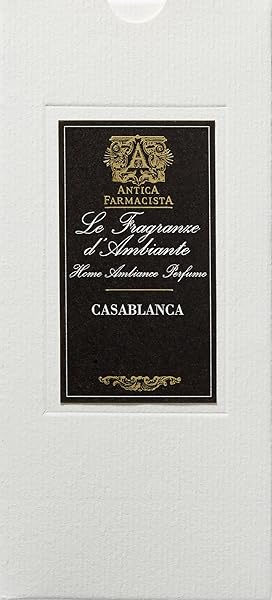 A
ANTICA
FARMACISTA
Le Fragranze
d'Ambiante
Home Ambiance Perfume
CASABLANCA